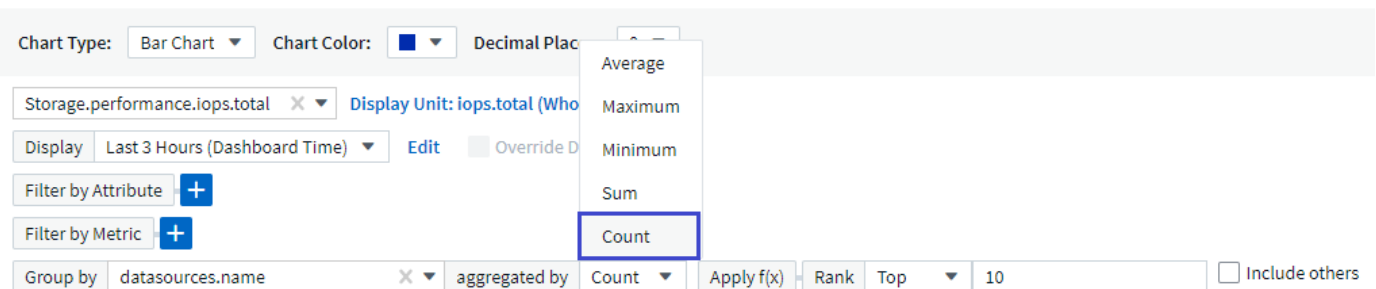 Chart Type: Bar Chart Chart Color: Decimal Plac
Average
Storage.performance.iops.total Display Unit: iops.total (Who
Maximum
Display Last 3 Hours (Dashboard Time) Edit Override D
Minimum
Filter by Attribute +
Sum
Filter by Metric +
Count
Group by datasources.name aggregated by Count Apply f(x) Rank Top 10 Include others